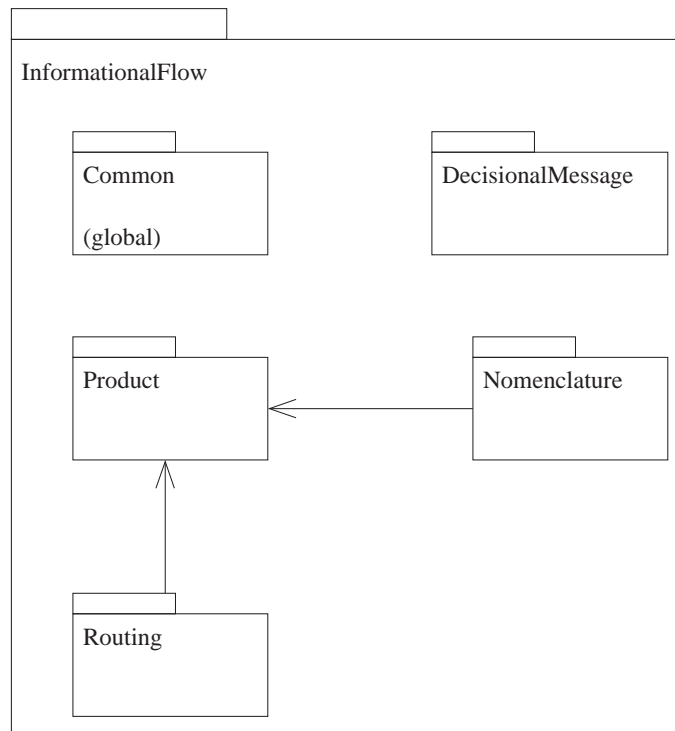 InformationalFlow
Common
(global)
DecisionalMessage
Product
Nomenclature
Routing